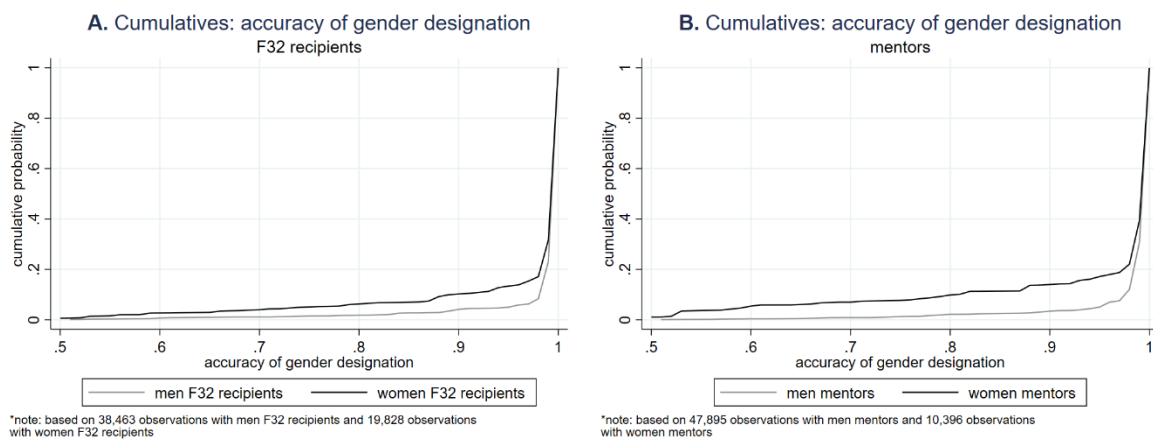 A. Cumulatives: accuracy of gender designation
F32 recipients
cumulative probability
1
.8
.6
.4
.2
0
.5
.6
.7
.8
.9
1
accuracy of gender designation
men F32 recipients
women F32 recipients
*note: based on 38,463 observations with men F32 recipients and 19,828 observations
with women F32 recipients
B. Cumulatives: accuracy of gender designation
mentors
cumulative probability
1
.8
.6
.4
.2
0
.5
.6
.7
.8
.9
1
accuracy of gender designation
men mentors
women mentors
*note: based on 47,895 observations with men mentors and 10,396 observations
with women mentors